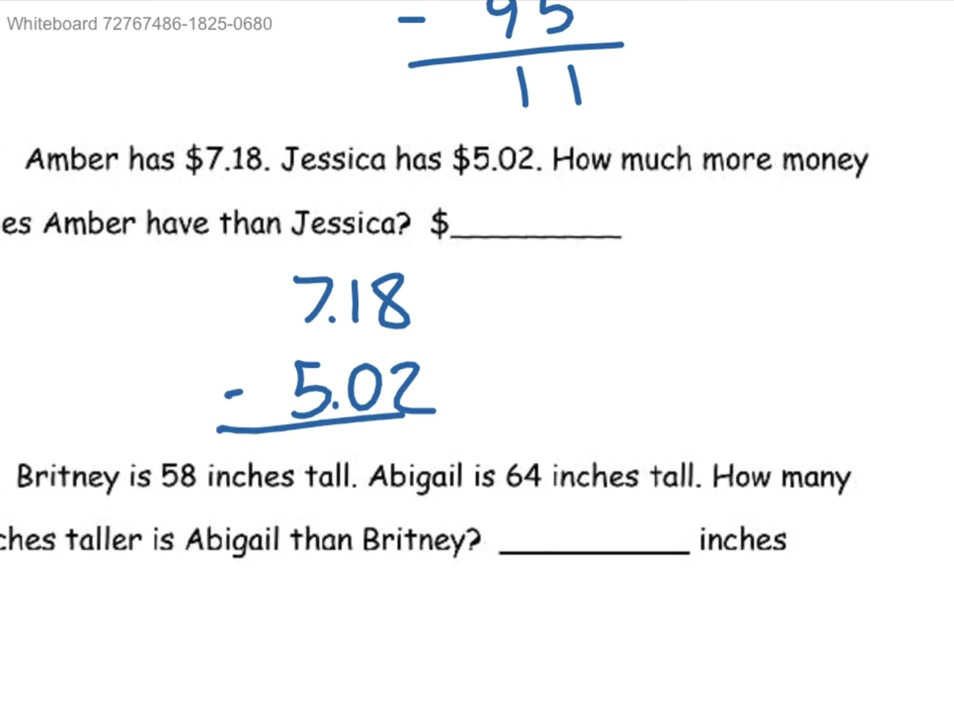 Whiteboard 72767486-1825-0680
- 95
11
Amber has $7.18. Jessica has $5.02. How much more money
es Amber have than Jessica? $_________
7.18
- 5.02
Britney is 58 inches tall. Abigail is 64 inches tall. How many
ches taller is Abigail than Britney? __________ inches